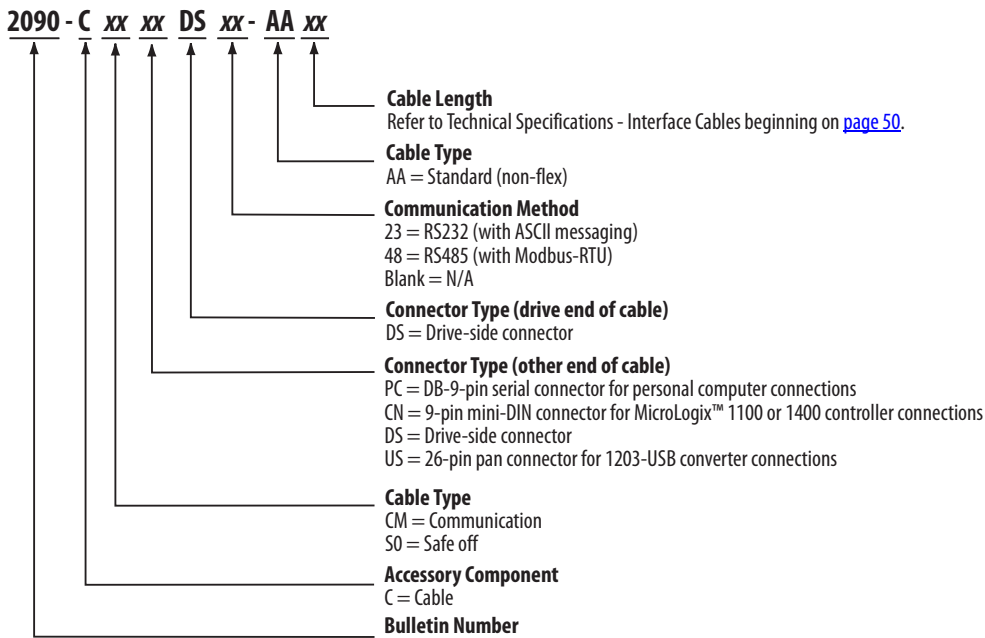 2090 - C xx xx DS xx - AA xx
Cable Length
Refer to Technical Specifications - Interface Cables beginning on page 50.
Cable Type
AA = Standard (non-flex)
Communication Method
23 = RS232 (with ASCII messaging)
48 = RS485 (with Modbus-RTU)
Blank = N/A
Connector Type (drive end of cable)
DS = Drive-side connector
Connector Type (other end of cable)
PC = DB-9-pin serial connector for personal computer connections
CN = 9-pin mini-DIN connector for MicroLogix™ 1100 or 1400 controller connections
DS = Drive-side connector
US = 26-pin pan connector for 1203-USB converter connections
Cable Type
CM = Communication
S0 = Safe off
Accessory Component
C = Cable
Bulletin Number